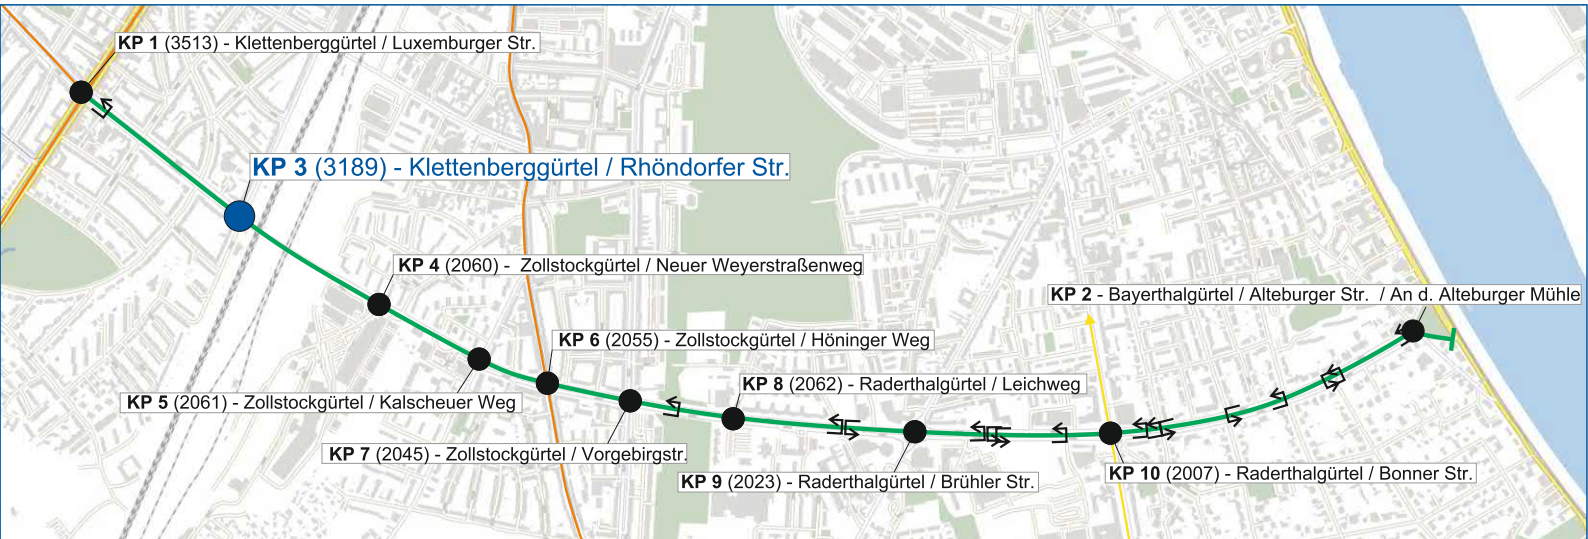 KP 1 (3513) - Klettenberggürtel / Luxemburger Str.
KP 3 (3189) - Klettenberggürtel / Rhöndorfer Str.
KP 4 (2060) - Zollstockgürtel / Neuer Weyerstraßenweg
KP 2 - Bayerthalgürtel / Alteburger Str. / An d. Alteburger Mühle
KP 6 (2055) - Zollstockgürtel / Höninger Weg
KP 8 (2062) - Raderthalgürtel / Leichweg
KP 5 (2061) - Zollstockgürtel / Kalscheuer Weg
KP 7 (2045) - Zollstockgürtel / Vorgebirgstr.
KP 9 (2023) - Raderthalgürtel / Brühler Str.
KP 10 (2007) - Raderthalgürtel / Bonner Str.